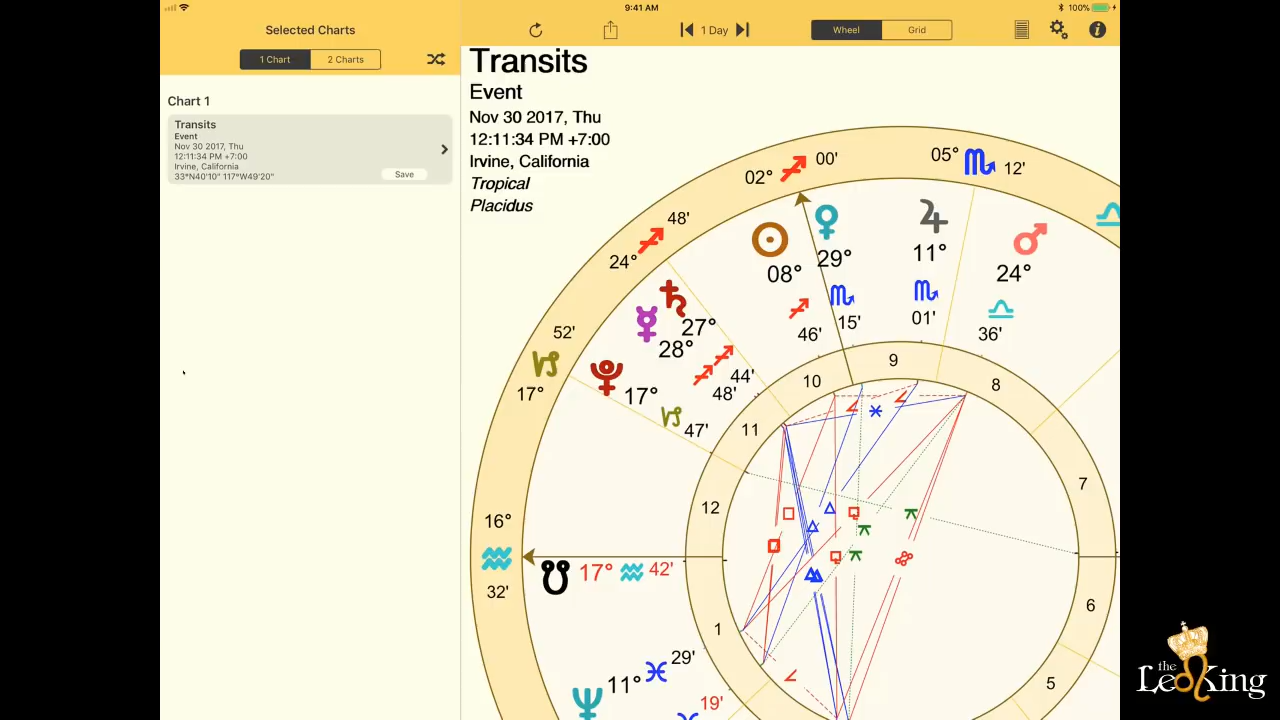 9:41 AM
100%
Selected Charts
1 Day
Wheel
Grid
1 Chart
2 Charts
Chart 1
Transits
Event
Nov 30 2017, Thu
12:11:34 PM +7:00
Irvine, California
33°N40'10" 117°W49'20"
Save
Transits
Event
Nov 30 2017, Thu
12:11:34 PM +7:00
Irvine, California
Tropical
Placidus
02° ♐ 00'
05° ♏ 12'
♎
24° ♐ 48'
17° ♑ 52'
16° ♒ 32'
☉ 08° ♐ 46'
♀ 29° ♏ 15'
♃ 11° ♏ 01'
♂ 24° ♎ 36'
♄ 27° ♐ 44'
☿ 28° ♐ 48'
♇ 17° ♑ 47'
☋ 17° ♒ 42'
♆ 11° ♓ 29'
♓ 19'
9
10
8
11
7
12
6
1
5
the
LeoKing